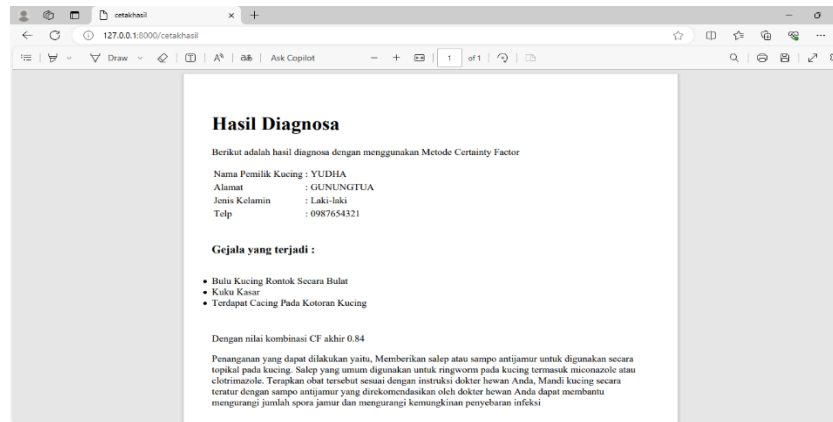 cetakhasil
127.0.0.1:8000/cetakhasil
Draw
aあ
Ask Copilot
1 of 1
Hasil Diagnosa
Berikut adalah hasil diagnosa dengan menggunakan Metode Certainty Factor
Nama Pemilik Kucing : YUDHA
Alamat : GUNUNGTUA
Jenis Kelamin : Laki-laki
Telp : 0987654321
Gejala yang terjadi :
Bulu Kucing Rontok Secara Bulat
Kuku Kasar
Terdapat Cacing Pada Kotoran Kucing
Dengan nilai kombinasi CF akhir 0.84
Penanganan yang dapat dilakukan yaitu, Memberikan salep atau sampo antijamur untuk digunakan secara
topikal pada kucing. Salep yang umum digunakan untuk ringworm pada kucing termasuk miconazole atau
clotrimazole. Terapkan obat tersebut sesuai dengan instruksi dokter hewan Anda, Mandi kucing secara
teratur dengan sampo antijamur yang direkomendasikan oleh dokter hewan Anda dapat membantu
mengurangi jumlah spora jamur dan mengurangi kemungkinan penyebaran infeksi